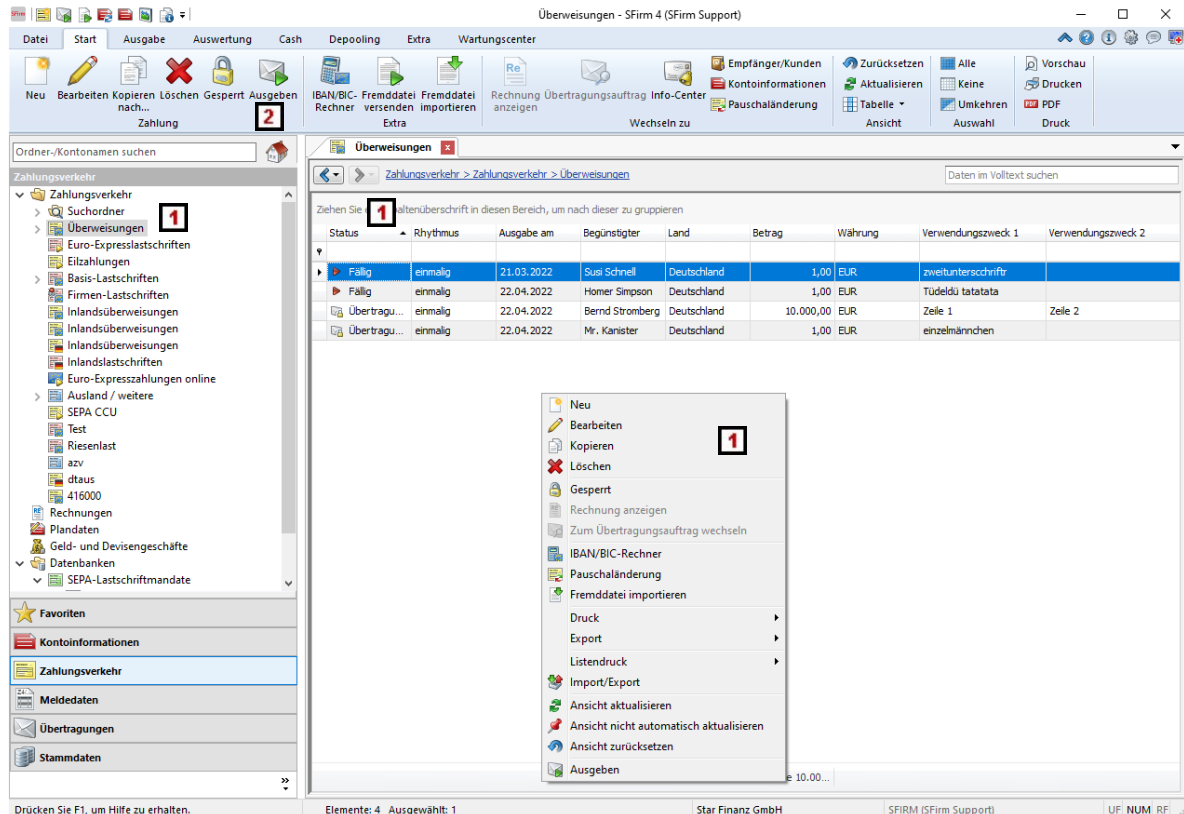 SFirm
Überweisungen - SFirm 4 (SFirm Support)
Datei Start Ausgabe Auswertung Cash Depooling Extra Wartungscenter
Neu Bearbeiten Kopieren nach... Löschen Gesperrt Ausgeben
2
Zahlung
IBAN/BIC-Rechner Fremddatei versenden Fremddatei importieren
Extra
Re
Rechnung anzeigen Übertragungsauftrag Info-Center
Empfänger/Kunden
Kontoinformationen
Pauschaländerung
Wechseln zu
Zurücksetzen
Aktualisieren
Tabelle
Ansicht
Alle
Keine
Umkehren
Auswahl
Vorschau
Drucken
PDF PDF
Druck
Ordner-/Kontonamen suchen
Zahlungsverkehr
Zahlungsverkehr
Suchordner
1
Überweisungen
Euro-Expresslastschriften
Eilzahlungen
Basis-Lastschriften
Firmen-Lastschriften
Inlandsüberweisungen
Inlandsüberweisungen
Inlandsüberweisungen
Inlandslastschriften
Euro-Expresszahlungen online
Ausland / weitere
SEPA CCU
Test
Riesenlast
azv
dtaus
416000
RE Rechnungen
Plandaten
Geld- und Devisengeschäfte
Datenbanken
SEPA-Lastschriftmandate
Favoriten
Kontoinformationen
Zahlungsverkehr
Meldedaten
Übertragungen
Stammdaten
Überweisungen x
Zahlungsverkehr > Zahlungsverkehr > Überweisungen
Daten im Volltext suchen
Ziehen Sie e 1 altenüberschrift in diesen Bereich, um nach dieser zu gruppieren
Status Rhythmus Ausgabe am Begünstigter Land Betrag Währung Verwendungszweck 1 Verwendungszweck 2
Fällig einmalig 21.03.2022 Susi Schnell Deutschland 1,00 EUR zweitunterscchriftr
Fällig einmalig 22.04.2022 Homer Simpson Deutschland 1,00 EUR Tüdeldü tatatata
Übertragu... einmalig 22.04.2022 Bernd Stromberg Deutschland 10.000,00 EUR Zeile 1 Zeile 2
Übertragu... einmalig 22.04.2022 Mr. Kanister Deutschland 1,00 EUR einzelmännchen
Neu
Bearbeiten
1
Kopieren
Löschen
Gesperrt
Rechnung anzeigen
Zum Übertragungsauftrag wechseln
IBAN/BIC-Rechner
Pauschaländerung
Fremddatei importieren
Druck
Export
Listendruck
Import/Export
Ansicht aktualisieren
Ansicht nicht automatisch aktualisieren
Ansicht zurücksetzen
Ausgeben
e 10.00...
Drücken Sie F1, um Hilfe zu erhalten. Elemente: 4 Ausgewählt: 1 Star Finanz GmbH SFIRM (SFirm Support) UF NUM RF